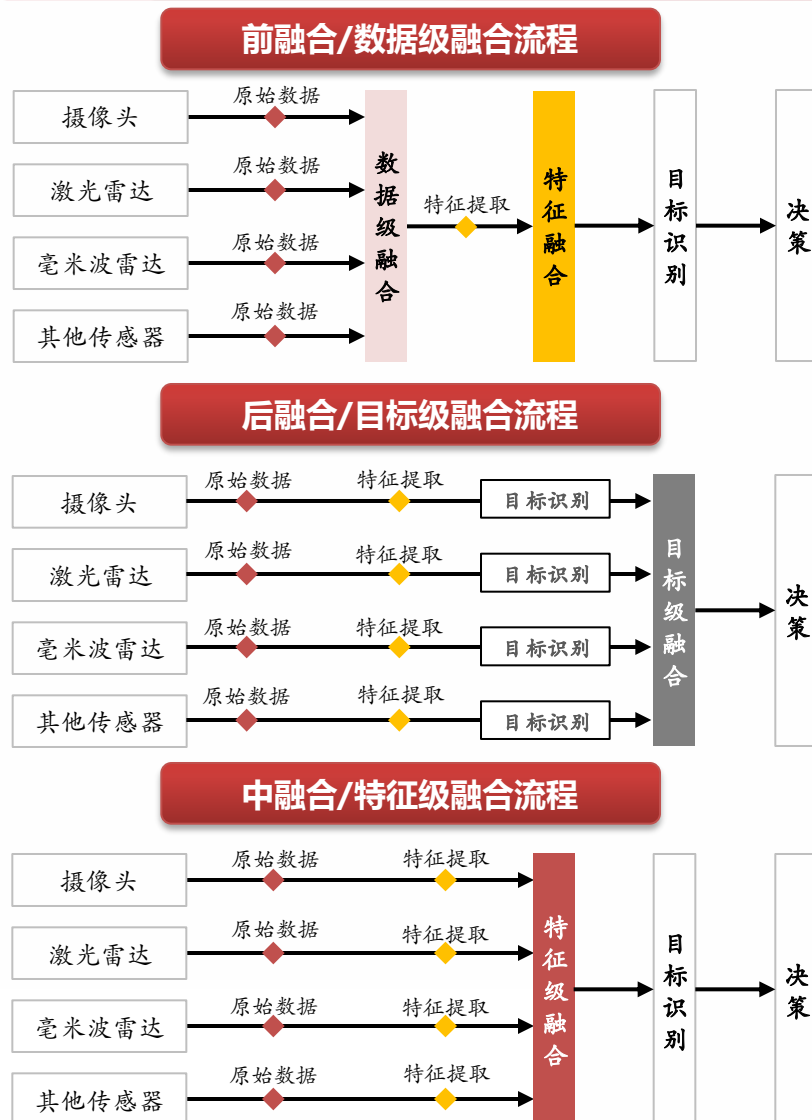 前融合/数据级融合流程
摄像头
原始数据
激光雷达
原始数据
毫米波雷达
原始数据
其他传感器
原始数据
数据级融合
特征提取
特征融合
目标识别
决策
后融合/目标级融合流程
摄像头
原始数据
特征提取
目标识别
激光雷达
原始数据
特征提取
目标识别
毫米波雷达
原始数据
特征提取
目标识别
其他传感器
原始数据
特征提取
目标识别
目标级融合
决策
中融合/特征级融合流程
摄像头
原始数据
特征提取
激光雷达
原始数据
特征提取
毫米波雷达
原始数据
特征提取
其他传感器
原始数据
特征提取
特征级融合
目标识别
决策